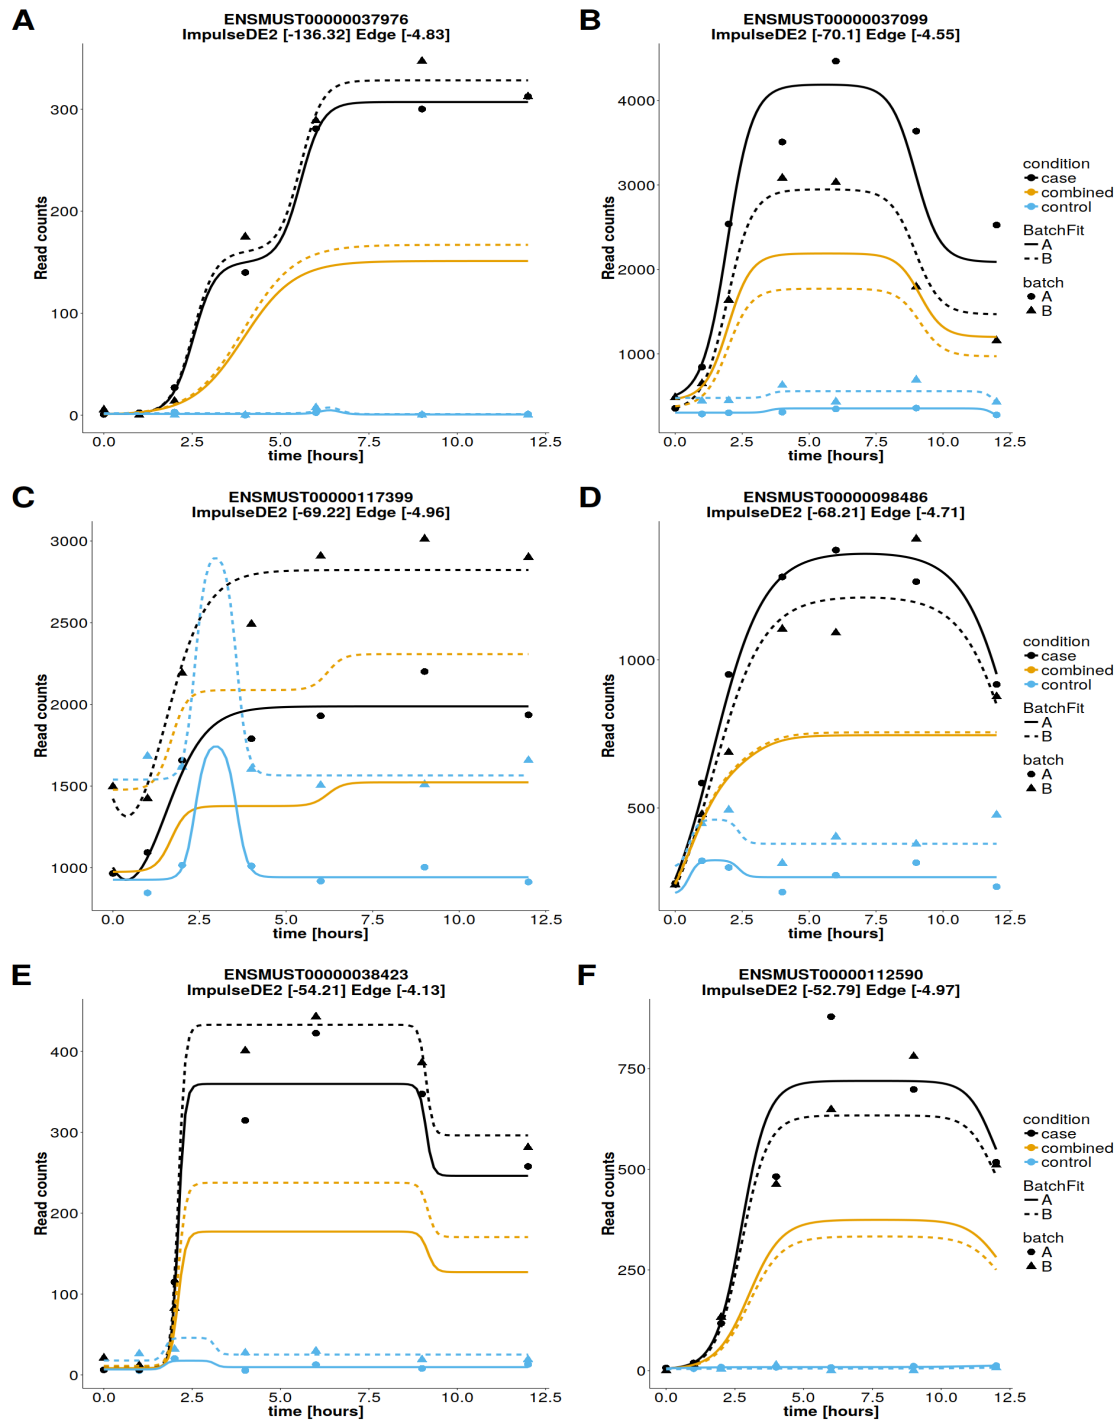 A
ENSMUST00000037976
ImpulseDE2 [-136.32] Edge [-4.83]
Read counts
300
200
100
0
0.0 2.5 5.0 7.5 10.0 12.5
time [hours]
B
ENSMUST00000037099
ImpulseDE2 [-70.1] Edge [-4.55]
Read counts
4000
3000
2000
1000
0.0 2.5 5.0 7.5 10.0 12.5
time [hours]
condition
case
combined
control
BatchFit
A
B
batch
A
B
C
ENSMUST00000117399
ImpulseDE2 [-69.22] Edge [-4.96]
Read counts
3000
2500
2000
1500
1000
0.0 2.5 5.0 7.5 10.0 12.5
time [hours]
D
ENSMUST00000098486
ImpulseDE2 [-68.21] Edge [-4.71]
Read counts
1000
500
0.0 2.5 5.0 7.5 10.0 12.5
time [hours]
condition
case
combined
control
BatchFit
A
B
batch
A
B
E
ENSMUST00000038423
ImpulseDE2 [-54.21] Edge [-4.13]
Read counts
400
300
200
100
0
0.0 2.5 5.0 7.5 10.0 12.5
time [hours]
F
ENSMUST00000112590
ImpulseDE2 [-52.79] Edge [-4.97]
Read counts
750
500
250
0
0.0 2.5 5.0 7.5 10.0 12.5
time [hours]
condition
case
combined
control
BatchFit
A
B
batch
A
B